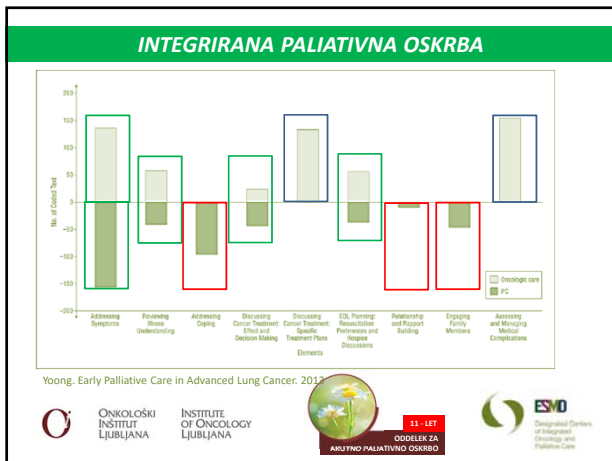 INTEGRIRANA PALIATIVNA OSKRBA
No. of Coded Text
200
150
100
50
0
−50
−100
−150
−200
Oncologic care
PC
Addressing
Symptoms
Reviewing
Illness
Understanding
Addressing
Coping
Discussing
Cancer Treatment:
Effect and
Decision Making
Discussing
Cancer Treatment:
Specific
Treatment Plans
EOL Planning:
Resuscitation
Preferences and
Hospice
Discussions
Relationship
and Rapport
Building
Engaging
Family
Members
Assessing
and Managing
Medical
Complications
Elements
Yoong. Early Palliative Care in Advanced Lung Cancer.
ONKOLOŠKI
INŠTITUT
LJUBLJANA
INSTITUTE
OF ONCOLOGY
LJUBLJANA
11 - LET
ODDELEK ZA
AKUTNO PALIATIVNO OSKRBO
ESMO
Designated Centers
of Integrated
Oncology and
Palliative Care